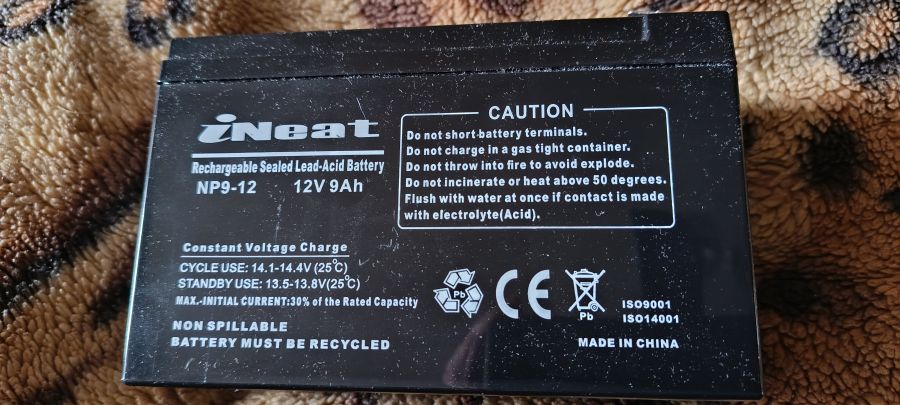 iNeat
Rechargeable Sealed Lead-Acid Battery
NP9-12 12V 9Ah
CAUTION
Do not short-battery terminals.
Do not charge in a gas tight container.
Do not throw into fire to avoid explode.
Do not incinerate or heat above 50 degrees.
Flush with water at once if contact is made
with electrolyte(Acid).
Constant Voltage Charge
CYCLE USE: 14.1-14.4V (25℃)
STANDBY USE: 13.5-13.8V(25℃)
MAX.-INITIAL CURRENT:30% of the Rated Capacity
NON SPILLABLE
BATTERY MUST BE RECYCLED
Pb
CE
Pb
ISO9001
ISO14001
MADE IN CHINA